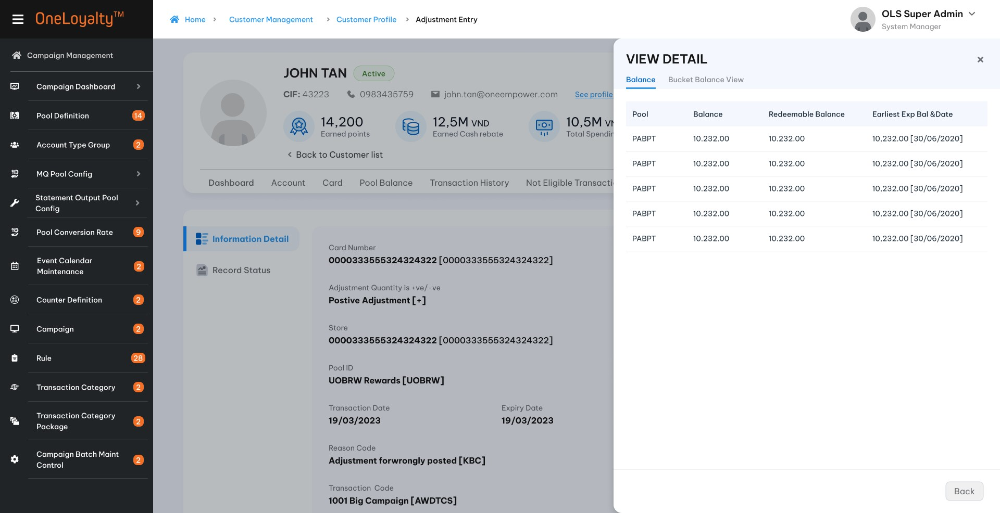 OneLoyalty™
Home > Customer Management > Customer Profile > Adjustment Entry
OLS Super Admin
System Manager
Campaign Management
Campaign Dashboard
Pool Definition 14
Account Type Group 2
MQ Pool Config
Statement Output Pool
Config
Pool Conversion Rate 9
Event Calendar
Maintenance 2
Counter Definition 2
Campaign 2
Rule 28
Transaction Category 2
Transaction Category
Package 2
Campaign Batch Maint
Control 2
JOHN TAN Active
CIF: 43223 0983435759 john.tan@oneempower.com See profile
14,200
Earned points
12,5M VND
Earned Cash rebate
10,5M
Back to Customer list
Dashboard Account Card Pool Balance Transaction History Not Eligible
Information Detail
Record Status
Card Number
0000333555324324322 [0000333555324324322]
Adjustment Quantity is +ve/-ve
Postive Adjustment [+]
Store
0000333555324324322 [0000333555324324322]
Pool ID
UOBRW Rewards [UOBRW]
Transaction Date Expiry Date
19/03/2023 19/03/2023
Reason Code
Adjustment forwrongly posted [KBC]
Transaction Code
1001 Big Campaign [AWDTCS]
VIEW DETAIL
Balance Bucket Balance View
Pool Balance Redeemable Balance Earliest Exp Bal &Date
PABPT 10.232.00 10.232.00 10,232.00 [30/06/2020]
PABPT 10.232.00 10.232.00 10,232.00 [30/06/2020]
PABPT 10.232.00 10.232.00 10,232.00 [30/06/2020]
PABPT 10.232.00 10.232.00 10,232.00 [30/06/2020]
PABPT 10.232.00 10.232.00 10,232.00 [30/06/2020]
Back